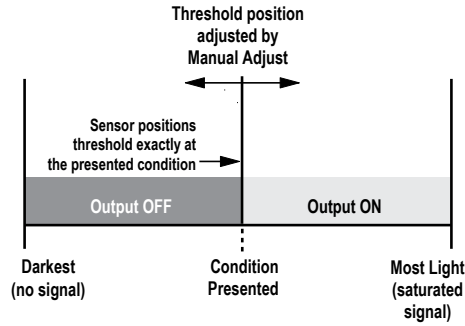 Threshold position
adjusted by
Manual Adjust
Sensor positions
threshold exactly at
the presented condition
Output OFF
Output ON
Darkest
(no signal)
Condition
Presented
Most Light
(saturated
signal)